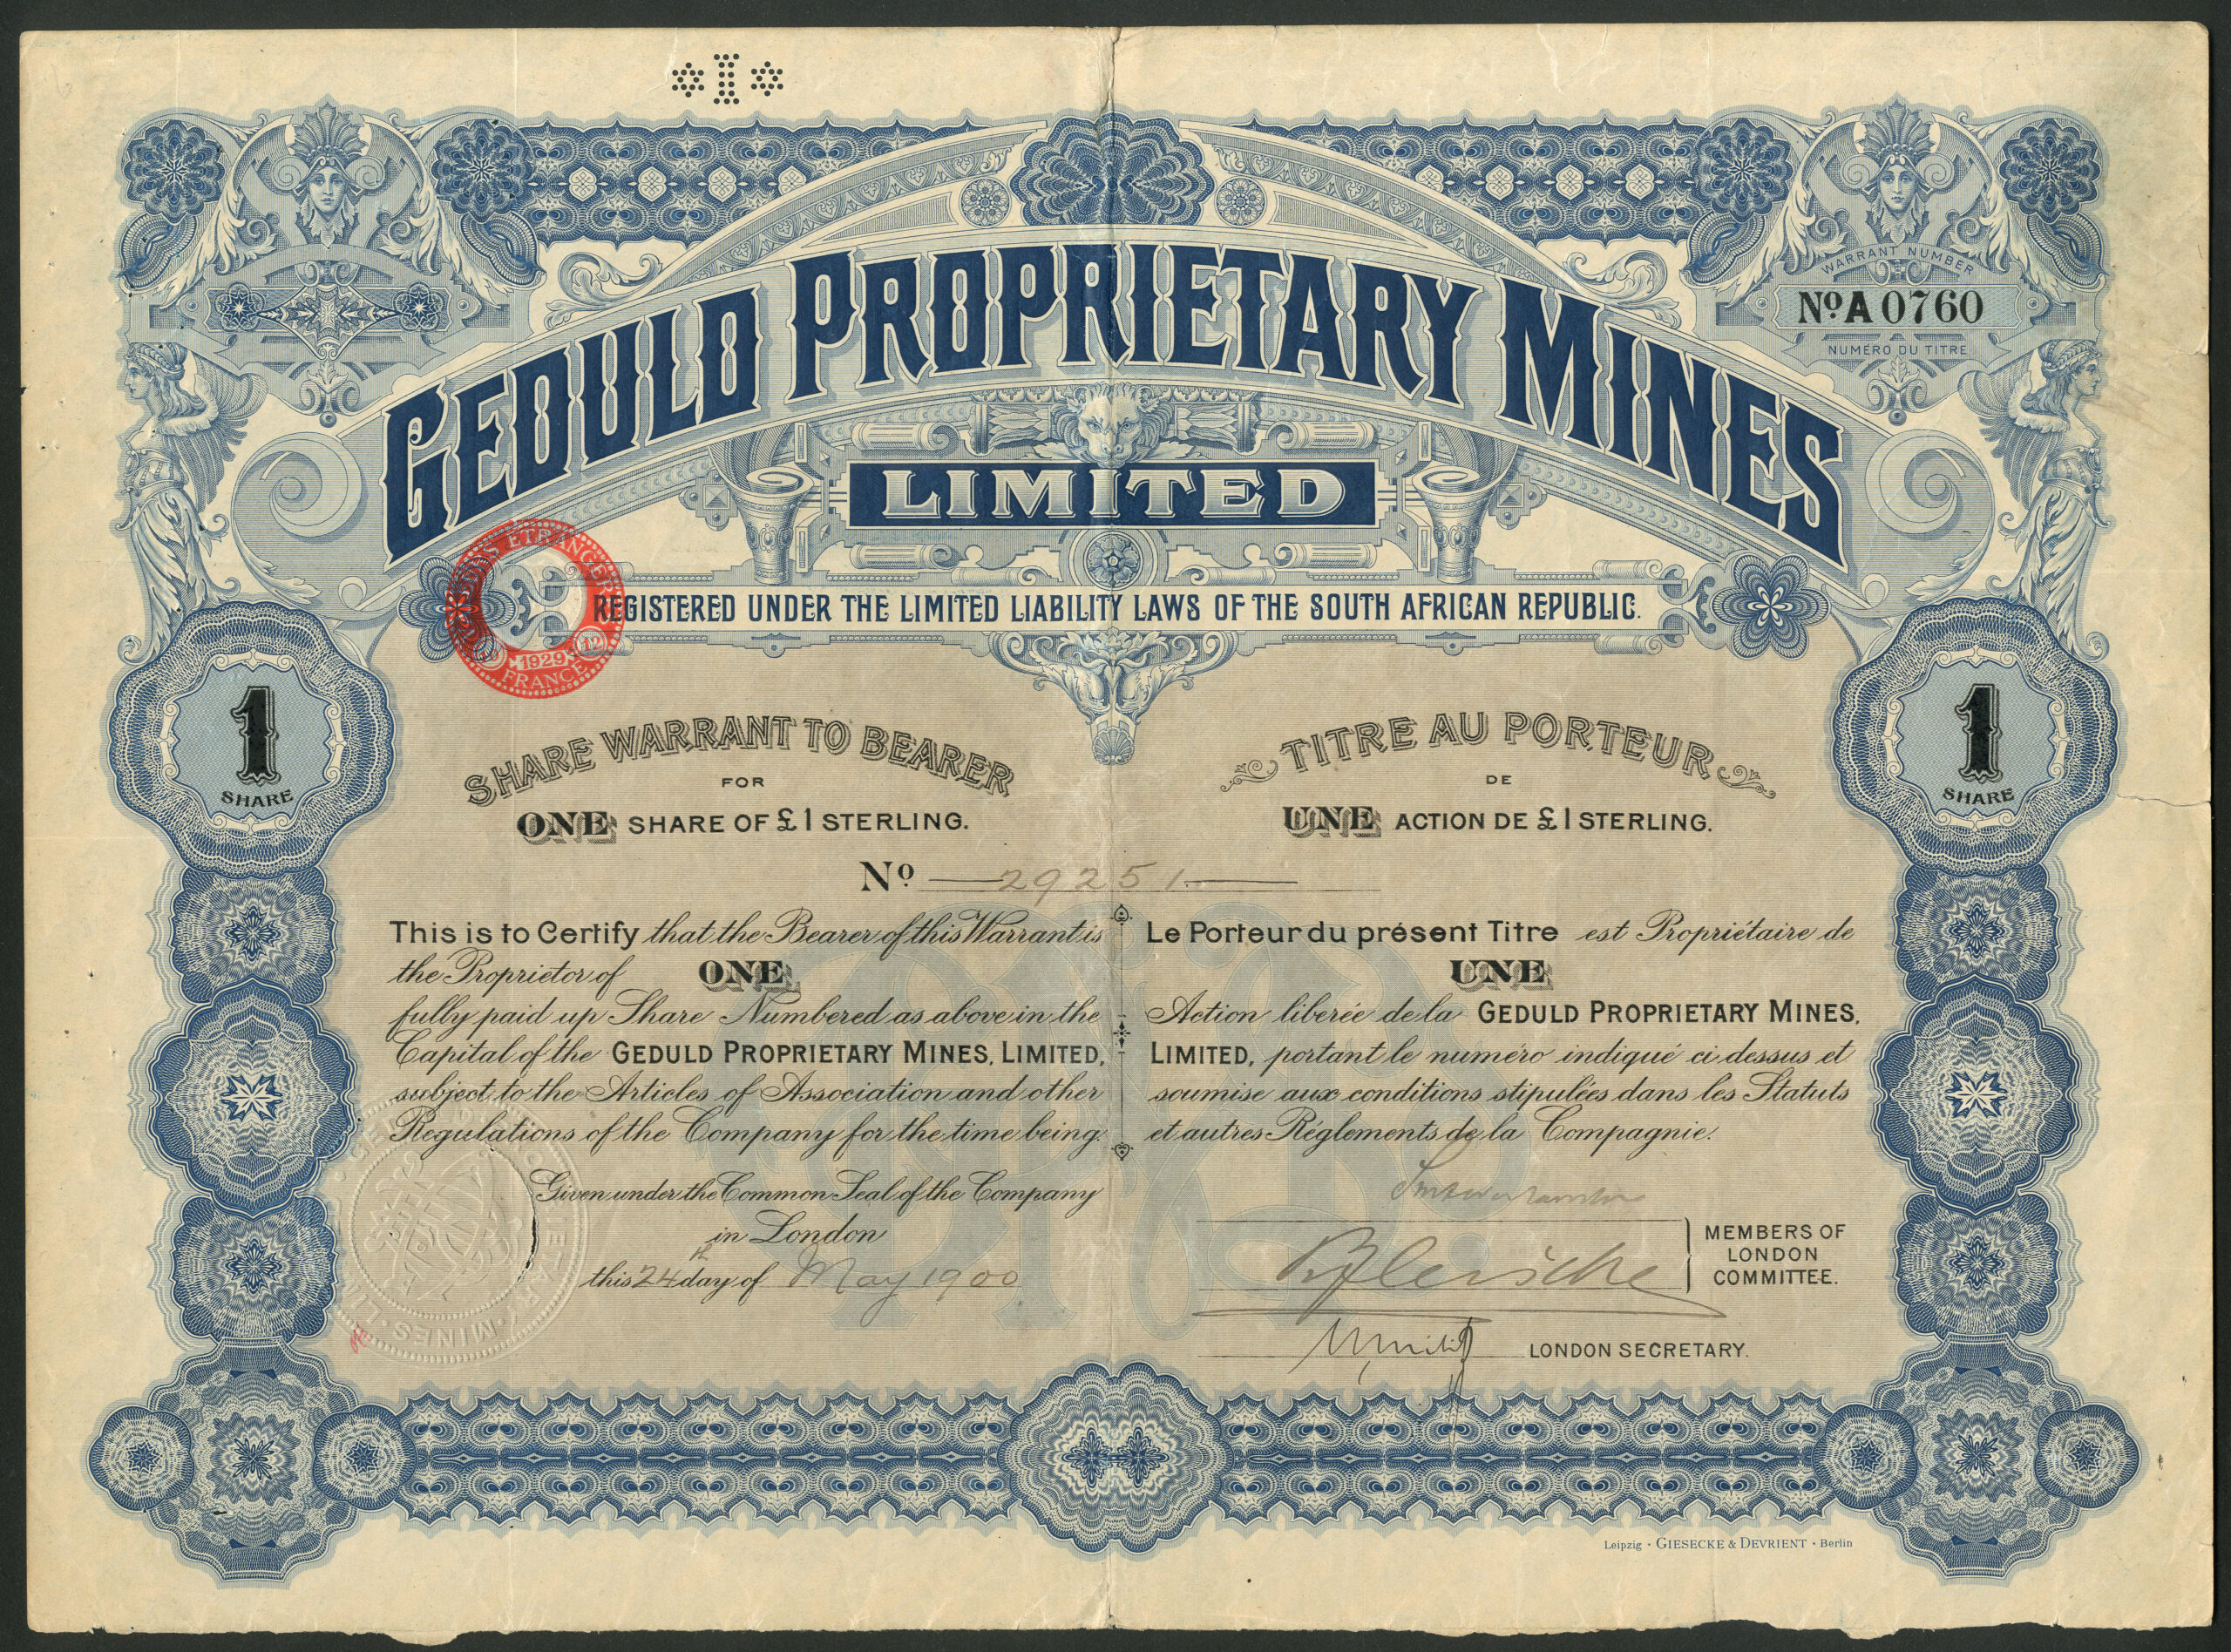 *I*
WARRANT NUMBER
Nº A 0760
NUMÉRO DU TITRE
GEDULD PROPRIETARY MINES
LIMITED
REGISTERED UNDER THE LIMITED LIABILITY LAWS OF THE SOUTH AFRICAN REPUBLIC.
FONDS ETRANGERS
1929 12
FRANCE
1
SHARE
1
SHARE
SHARE WARRANT TO BEARER
FOR
ONE SHARE OF £1 STERLING.
TITRE AU PORTEUR
DE
UNE ACTION DE £1 STERLING.
Nº 29251
This is to Certify that the Bearer of this Warrant is
the Proprietor of ONE
fully paid up Share Numbered as above in the
Capital of the GEDULD PROPRIETARY MINES, LIMITED,
subject to the Articles of Association and other
Regulations of the Company for the time being.
Given under the Common Seal of the Company
in London
this 24th day of May 1900
Le Porteur du présent Titre est Propriétaire de
UNE
Action liberée de la GEDULD PROPRIETARY MINES,
LIMITED, portant le numéro indiqué ci dessus et
soumise aux conditions stipulées dans les Statuts
et autres Réglements de la Compagnie.
MEMBERS OF
LONDON
COMMITTEE.
LONDON SECRETARY.
MINES
Leipzig · GIESECKE & DEVRIENT · Berlin